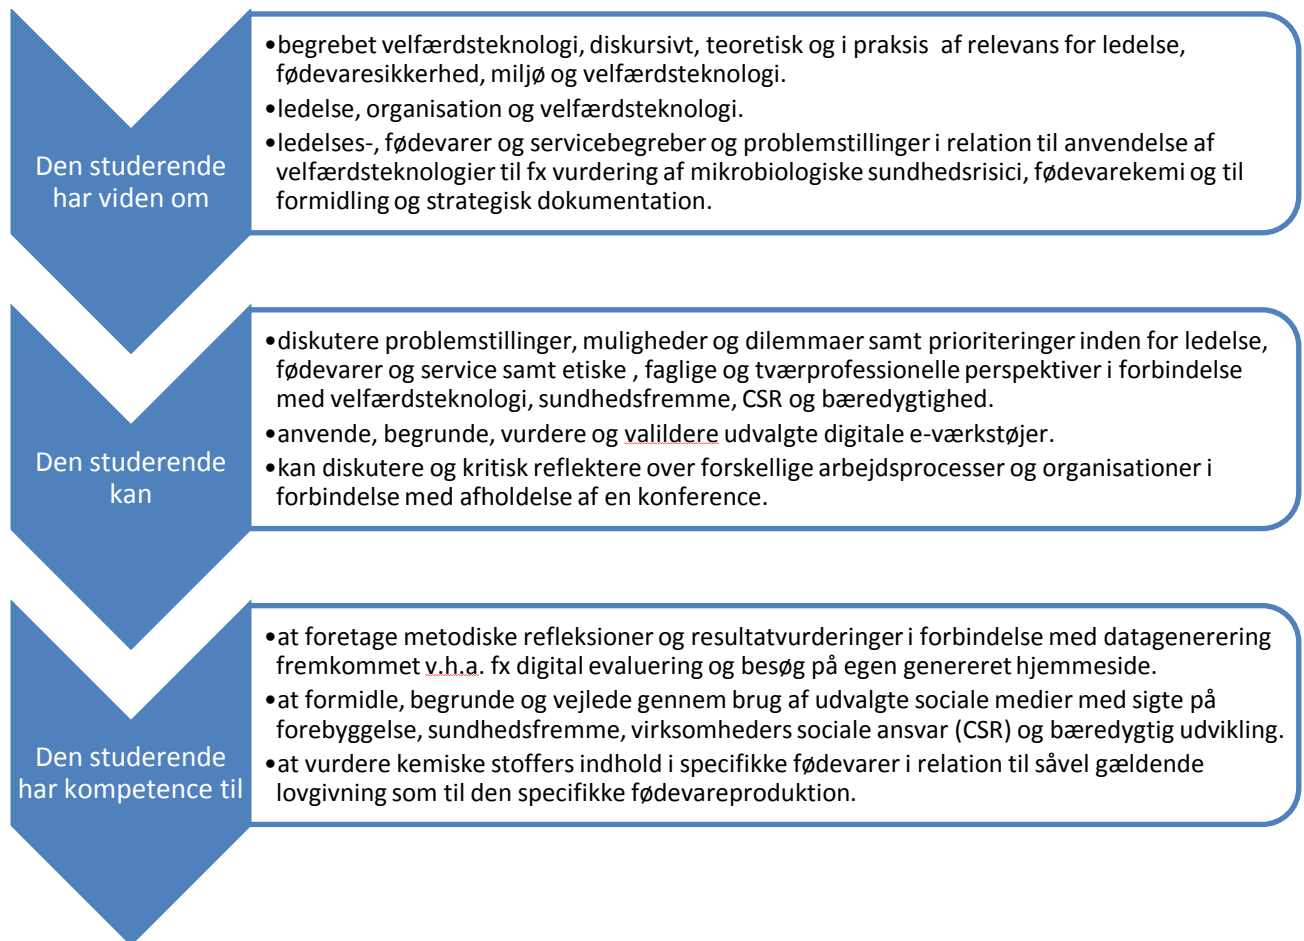 Den studerende
har viden om
•begrebet velfærdsteknologi, diskursivt, teoretisk og i praksis  af relevans for ledelse,
fødevaresikkerhed, miljø og velfærdsteknologi.
•ledelse, organisation og velfærdsteknologi.
•ledelses-, fødevarer og servicebegreber og problemstillinger i relation til anvendelse af
velfærdsteknologier til fx vurdering af mikrobiologiske sundhedsrisici, fødevarekemi og til
formidling og strategisk dokumentation.
Den studerende
kan
•diskutere problemstillinger, muligheder og dilemmaer samt prioriteringer inden for ledelse,
fødevarer og service samt etiske , faglige og tværprofessionelle perspektiver i forbindelse
med velfærdsteknologi, sundhedsfremme, CSR og bæredygtighed.
•anvende, begrunde, vurdere og valildere udvalgte digitale e-værkstøjer.
•kan diskutere og kritisk reflektere over forskellige arbejdsprocesser og organisationer i
forbindelse med afholdelse af en konference.
Den studerende
har kompetence til
•at foretage metodiske refleksioner og resultatvurderinger i forbindelse med datagenerering
fremkommet v.h.a. fx digital evaluering og besøg på egen genereret hjemmeside.
•at formidle, begrunde og vejlede gennem brug af udvalgte sociale medier med sigte på
forebyggelse, sundhedsfremme, virksomheders sociale ansvar (CSR) og bæredygtig udvikling.
•at vurdere kemiske stoffers indhold i specifikke fødevarer i relation til såvel gældende
lovgivning som til den specifikke fødevareproduktion.